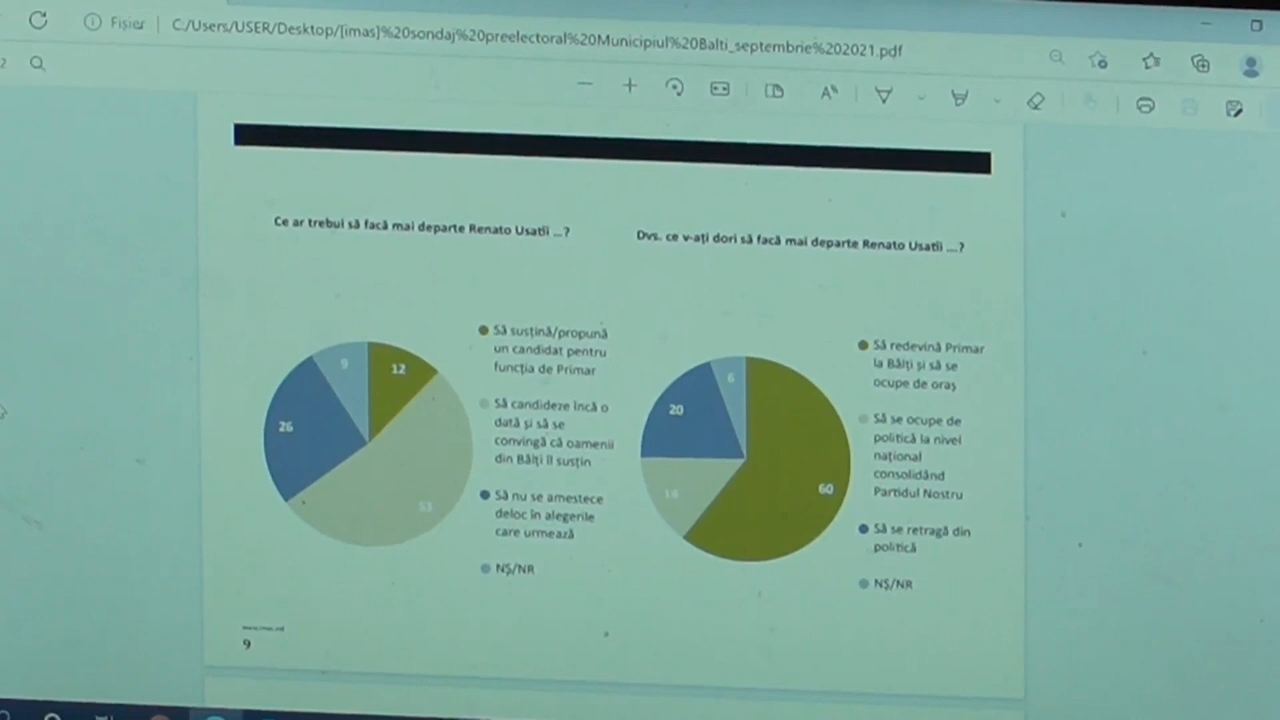 Fișier | C:/Users/USER/Desktop/[imas]%20sondaj%20preelectoral%20Municipiul%20Balti_septembrie%202021.pdf
Ce ar trebui să facă mai departe Renato Usatîi ...?
12
53
26
9
Să susțină/propună
un candidat pentru
funcția de Primar
Să candideze încă o
dată și să se
convingă că oamenii
din Bălți îl susțin
Să nu se amestece
deloc în alegerile
care urmează
NȘ/NR
Dvs. ce v-ați dori să facă mai departe Renato Usatîi ...?
60
14
20
6
Să redevină Primar
la Bălți și să se
ocupe de oraș
Să se ocupe de
politică la nivel
național
consolidând
Partidul Nostru
Să se retragă din
politică
NȘ/NR
9